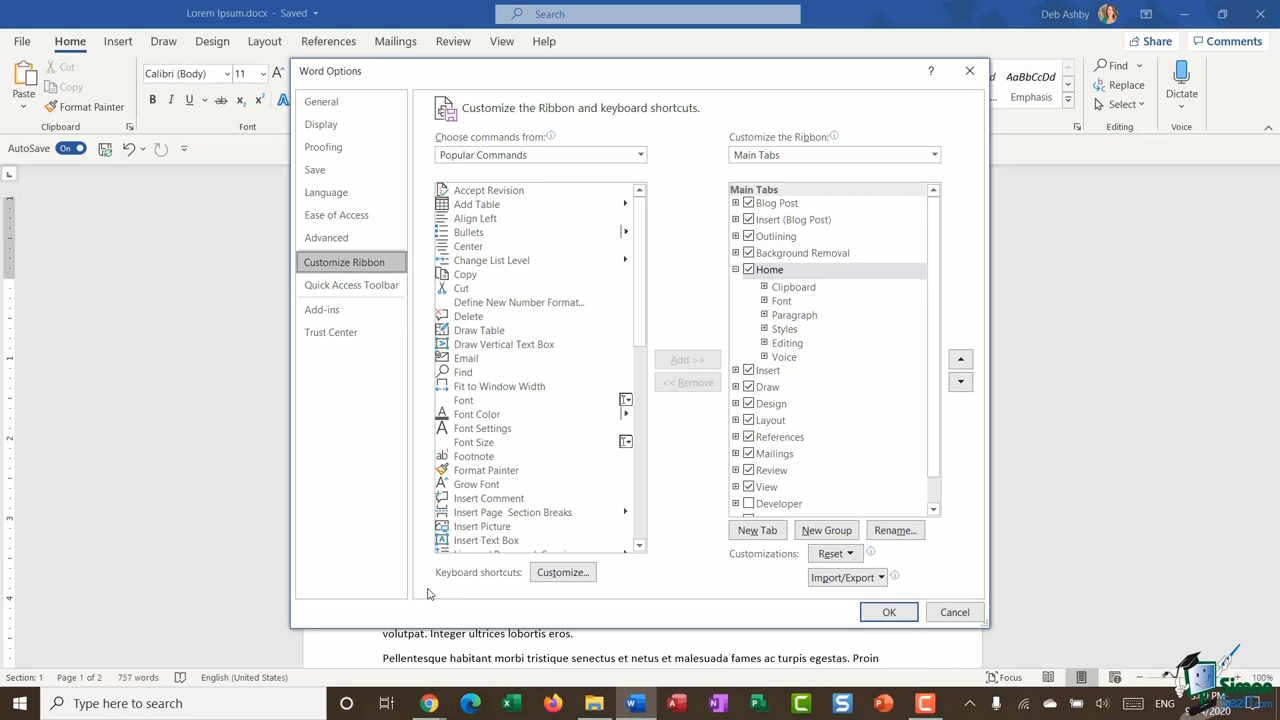 Lorem Ipsum.docx - Saved
Search
Deb Ashby
File Home Insert Draw Design Layout References Mailings Review View Help
Share Comments
Paste
Cut
Copy
Format Painter
Clipboard
Calibri (Body) 11
B I U ab x₂ x² A
Font
AaBbCcDd
Emphasis
Find
Replace
Select
Editing
Dictate
Voice
AutoSave On
Word Options
General
Display
Proofing
Save
Language
Ease of Access
Advanced
Customize Ribbon
Quick Access Toolbar
Add-ins
Trust Center
Customize the Ribbon and keyboard shortcuts.
Choose commands from:
Popular Commands
Accept Revision
Add Table
Align Left
Bullets
Center
Change List Level
Copy
Cut
Define New Number Format...
Delete
Draw Table
Draw Vertical Text Box
Email
Find
Fit to Window Width
Font
Font Color
Font Settings
Font Size
Footnote
Format Painter
Grow Font
Insert Comment
Insert Page Section Breaks
Insert Picture
Insert Text Box
Keyboard shortcuts: Customize...
Add >>
<< Remove
Customize the Ribbon:
Main Tabs
Main Tabs
Blog Post
Insert (Blog Post)
Outlining
Background Removal
Home
Clipboard
Font
Paragraph
Styles
Editing
Voice
Insert
Draw
Design
Layout
References
Mailings
Review
View
Developer
New Tab New Group Rename...
Customizations: Reset
Import/Export
OK Cancel
volutpat. Integer ultrices lobortis eros.
Pellentesque habitant morbi tristique senectus et netus et malesuada fames ac turpis egestas. Proin
Section: 1 Page 1 of 2 757 words English (United States)
Focus
100%
Type here to search
ENG